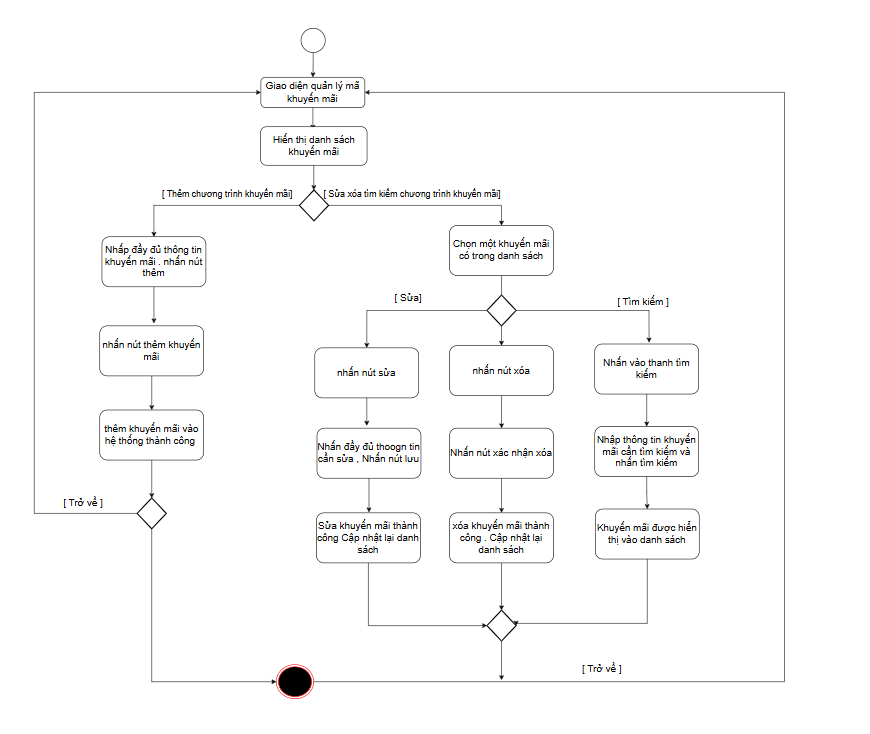 Giao diện quản lý mã
khuyến mãi
Hiển thị danh sách
khuyến mãi
[ Thêm chương trình khuyến mãi]
[ Sửa xóa tìm kiếm chương trình khuyến mãi]
Nhấp đầy đủ thông tin
khuyến mãi . nhấn nút
thêm
Chọn một khuyến mãi
có trong danh sách
[ Sửa]
[ Tìm kiếm ]
nhấn nút thêm khuyến
mãi
nhấn nút sửa
nhấn nút xóa
Nhấn vào thanh tìm
kiếm
thêm khuyến mãi vào
hệ thống thành công
Nhấn đầy đủ thoogn tin
cần sửa , Nhấn nút lưu
Nhấn nút xác nhận xóa
Nhập thông tin khuyến
mãi cần tìm kiếm và
nhấn tìm kiếm
[ Trở về ]
Sửa khuyến mãi thành
công Cập nhật lại danh
sách
xóa khuyến mãi thành
công . Cập nhật lại
danh sách
Khuyến mãi được hiển
thị vào danh sách
[ Trở về ]